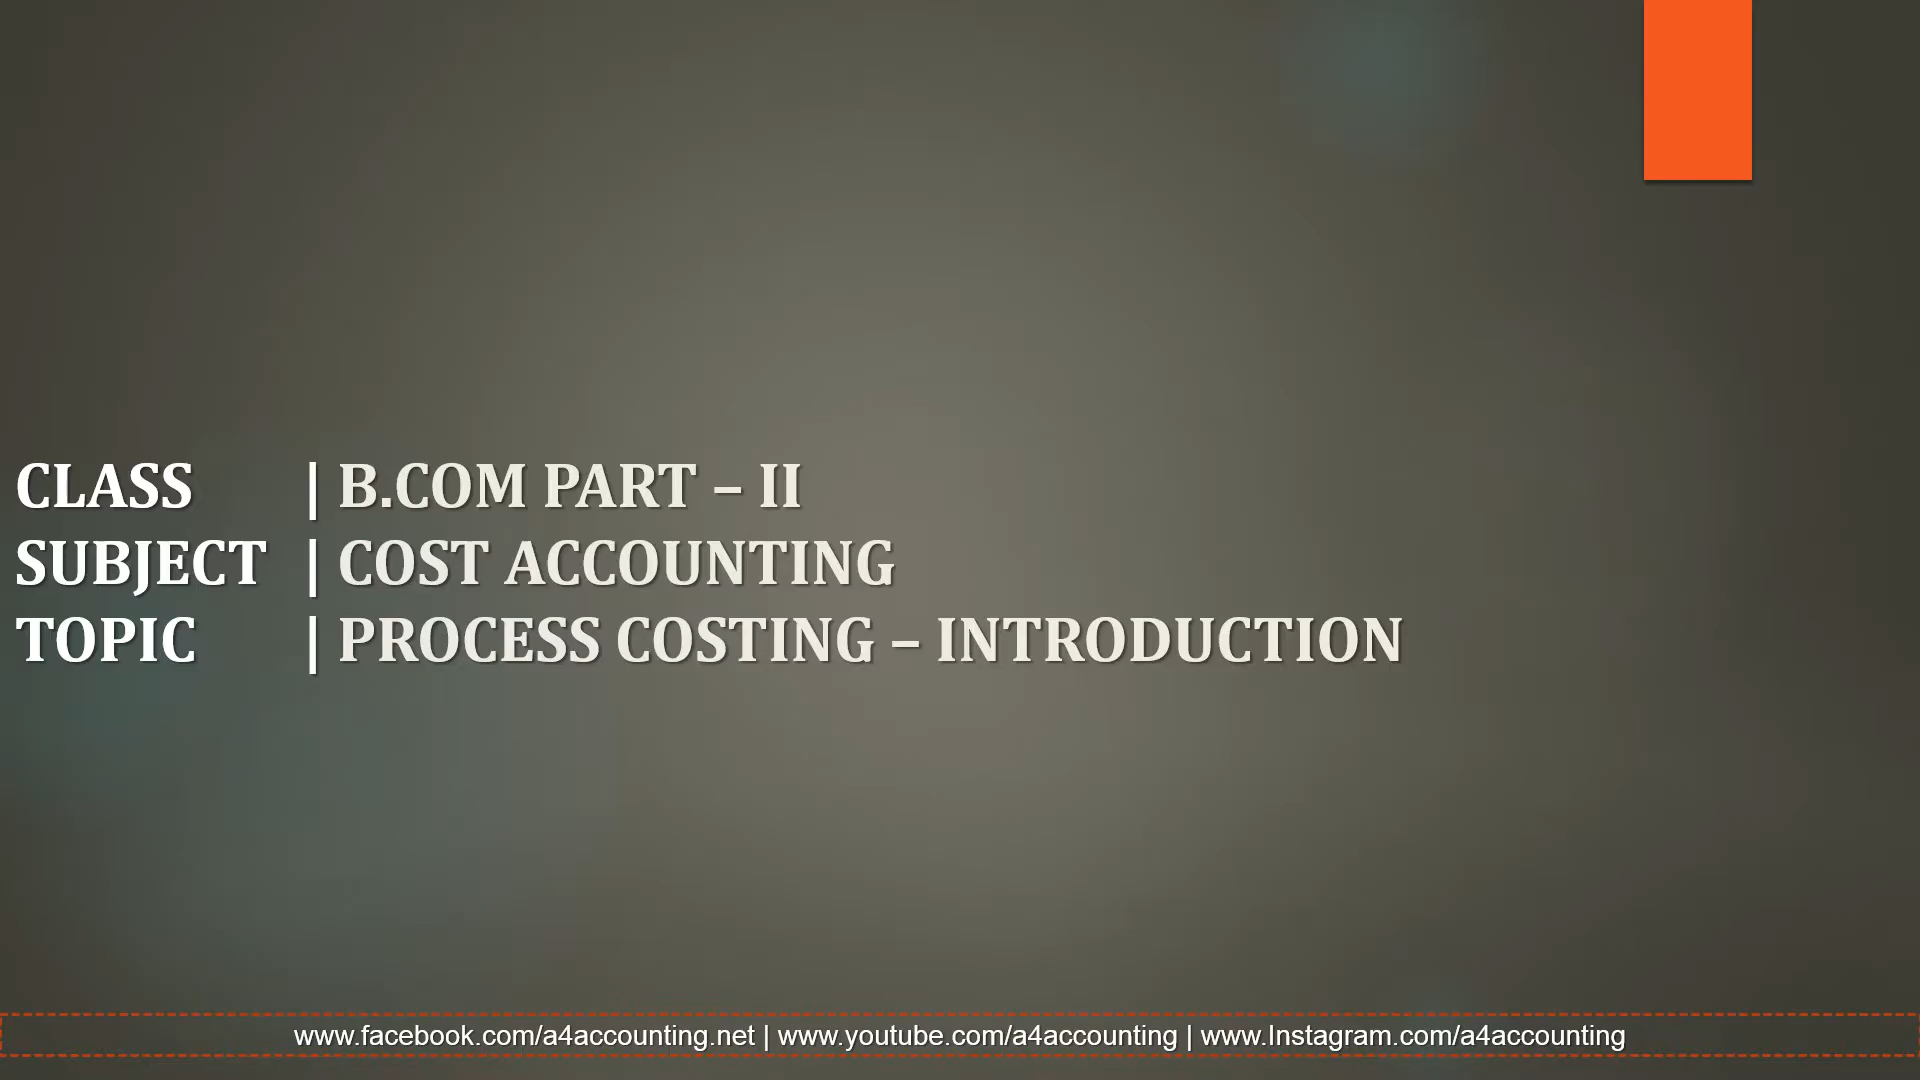 CLASS | B.COM PART – II
SUBJECT | COST ACCOUNTING
TOPIC | PROCESS COSTING – INTRODUCTION
www.facebook.com/a4accounting.net | www.youtube.com/a4accounting | www.Instagram.com/a4accounting